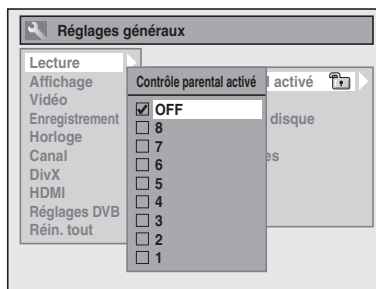 Réglages généraux
Lecture
Affichage
Vidéo
Enregistrement
Horloge
Canal
DivX
HDMI
Réglages DVB
Réin. tout
Contrôle parental activé
OFF
8
7
6
5
4
3
2
1
activé
disque